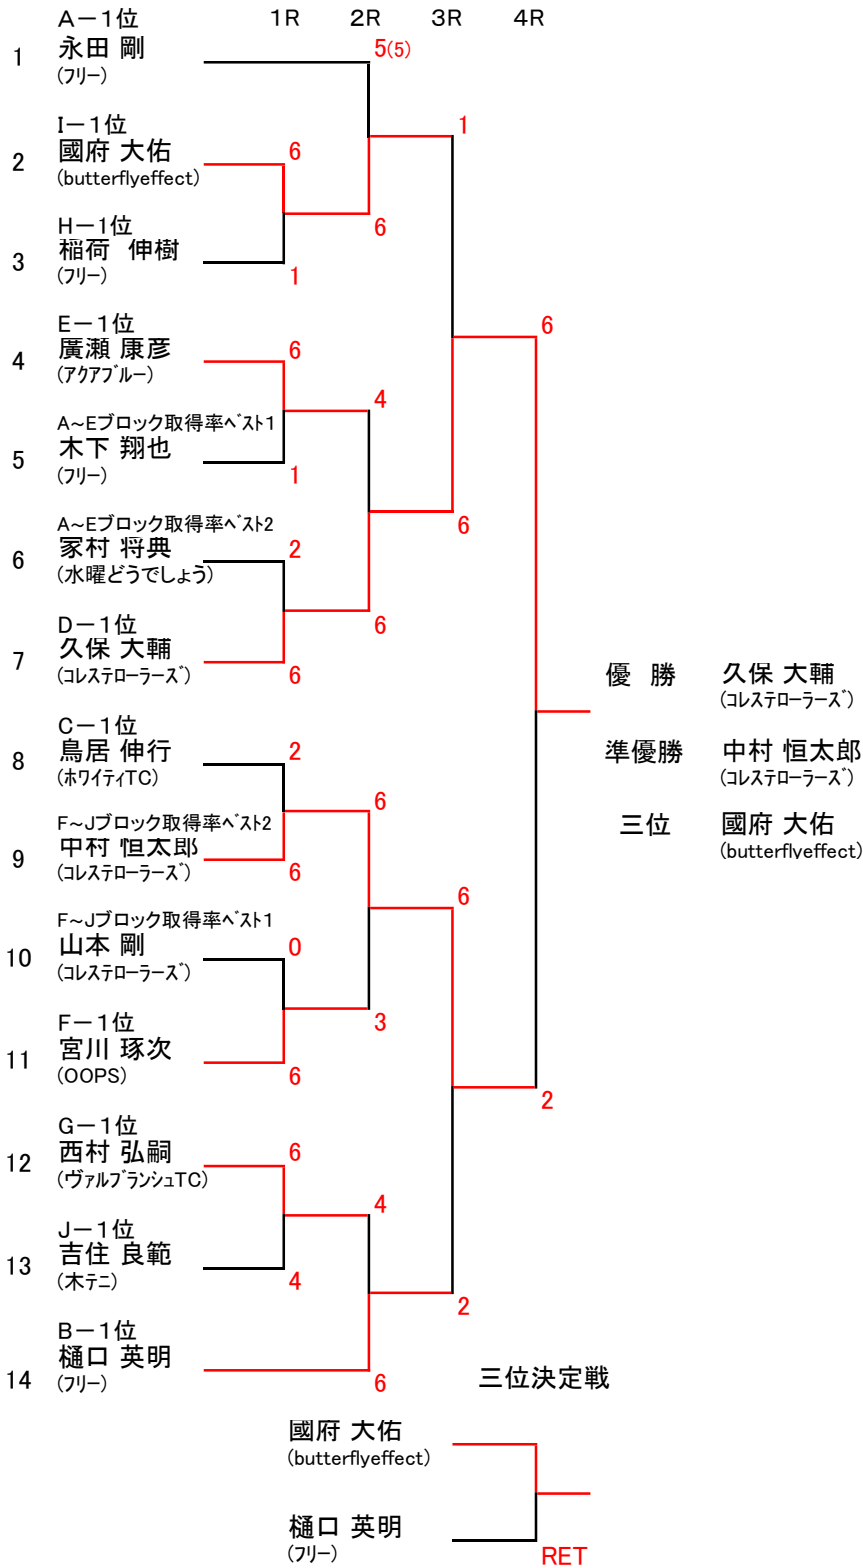 1R 2R 3R 4R
A－1位
1 永田 剛
(フリー)
5(5)
I－1位
2 國府 大佑
(butterflyeffect)
6
1
H－1位
3 稲荷 伸樹
(フリー)
1
6
E－1位
4 廣瀬 康彦
(アクアブルー)
6
6
A~Eブロック取得率ベスト1
5 木下 翔也
(フリー)
1
4
A~Eブロック取得率ベスト2
6 冢村 将典
(水曜どうでしょう)
2
6
D－1位
7 久保 大輔
(コレステローラーズ)
6
6
優 勝 久保 大輔
(コレステローラーズ)
準優勝 中村 恒太郎
(コレステローラーズ)
三位 國府 大佑
(butterflyeffect)
C－1位
8 鳥居 伸行
(ホワイティTC)
2
6
F~Jブロック取得率ベスト2
9 中村 恒太郎
(コレステローラーズ)
6
6
F~Jブロック取得率ベスト1
10 山本 剛
(コレステローラーズ)
0
3
F－1位
11 宮川 琢次
(OOPS)
6
2
G－1位
12 西村 弘嗣
(ヴァルブランシュTC)
6
4
J－1位
13 吉住 良範
(木テニ)
4
2
B－1位
14 樋口 英明
(フリー)
6
三位決定戦
國府 大佑
(butterflyeffect)
樋口 英明
(フリー)
RET